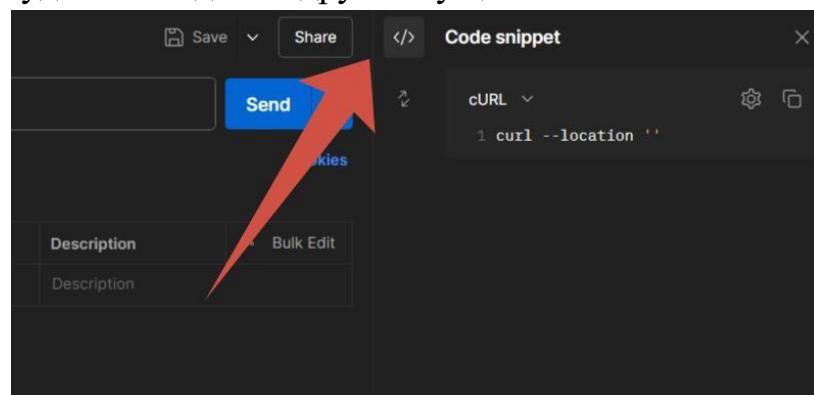 Save Share </> Code snippet
Send cURL
1 curl --location ''
Description Bulk Edit
Description